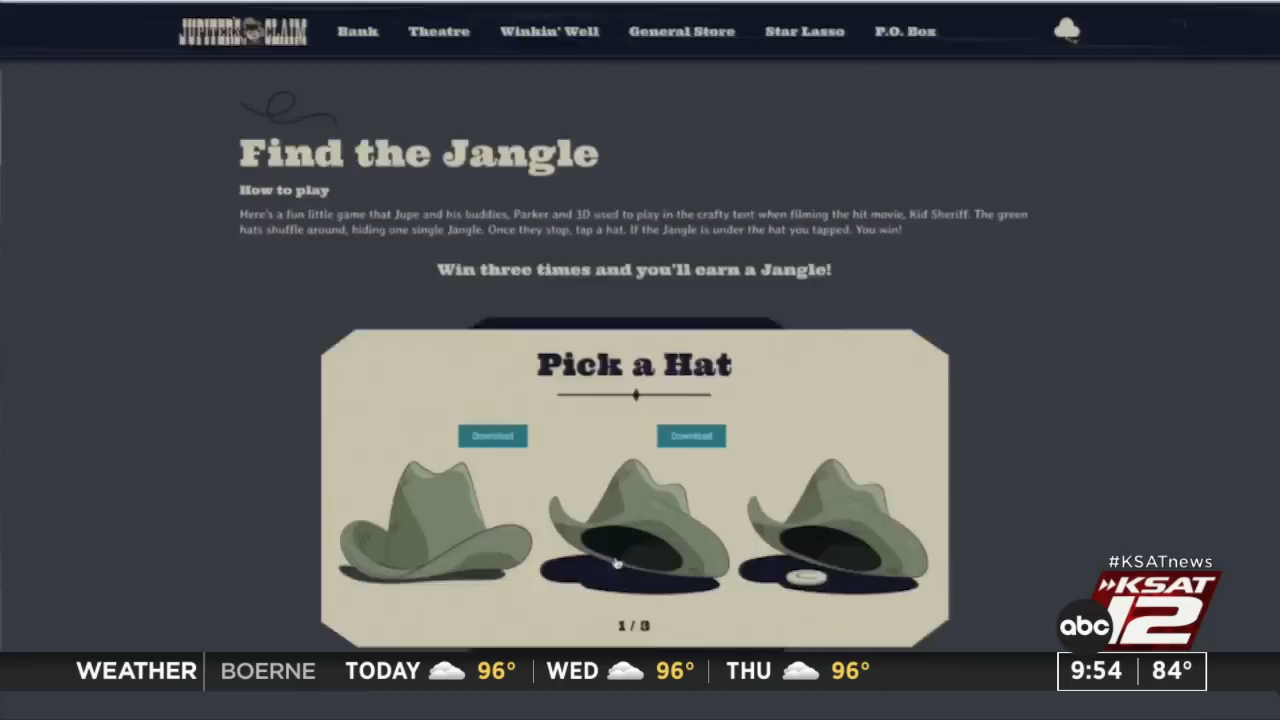 JUPITER'S CLAIM
Bank Theatre Winkin' Well General Store Star Lasso P.O. Box
Find the Jangle
How to play
Here's a fun little game that Jupe and his buddies, Parker and 3D used to play in the crafty tent when filming the hit movie, Kid Sheriff. The green
hats shuffle around, hiding one single Jangle. Once they stop, tap a hat. If the Jangle is under the hat you tapped. You win!
Win three times and you'll earn a Jangle!
Pick a Hat
Download Download
1 / 3
#KSATnews
KSAT
abc 12
WEATHER BOERNE TODAY 96° WED 96° THU 96° 9:54 84°